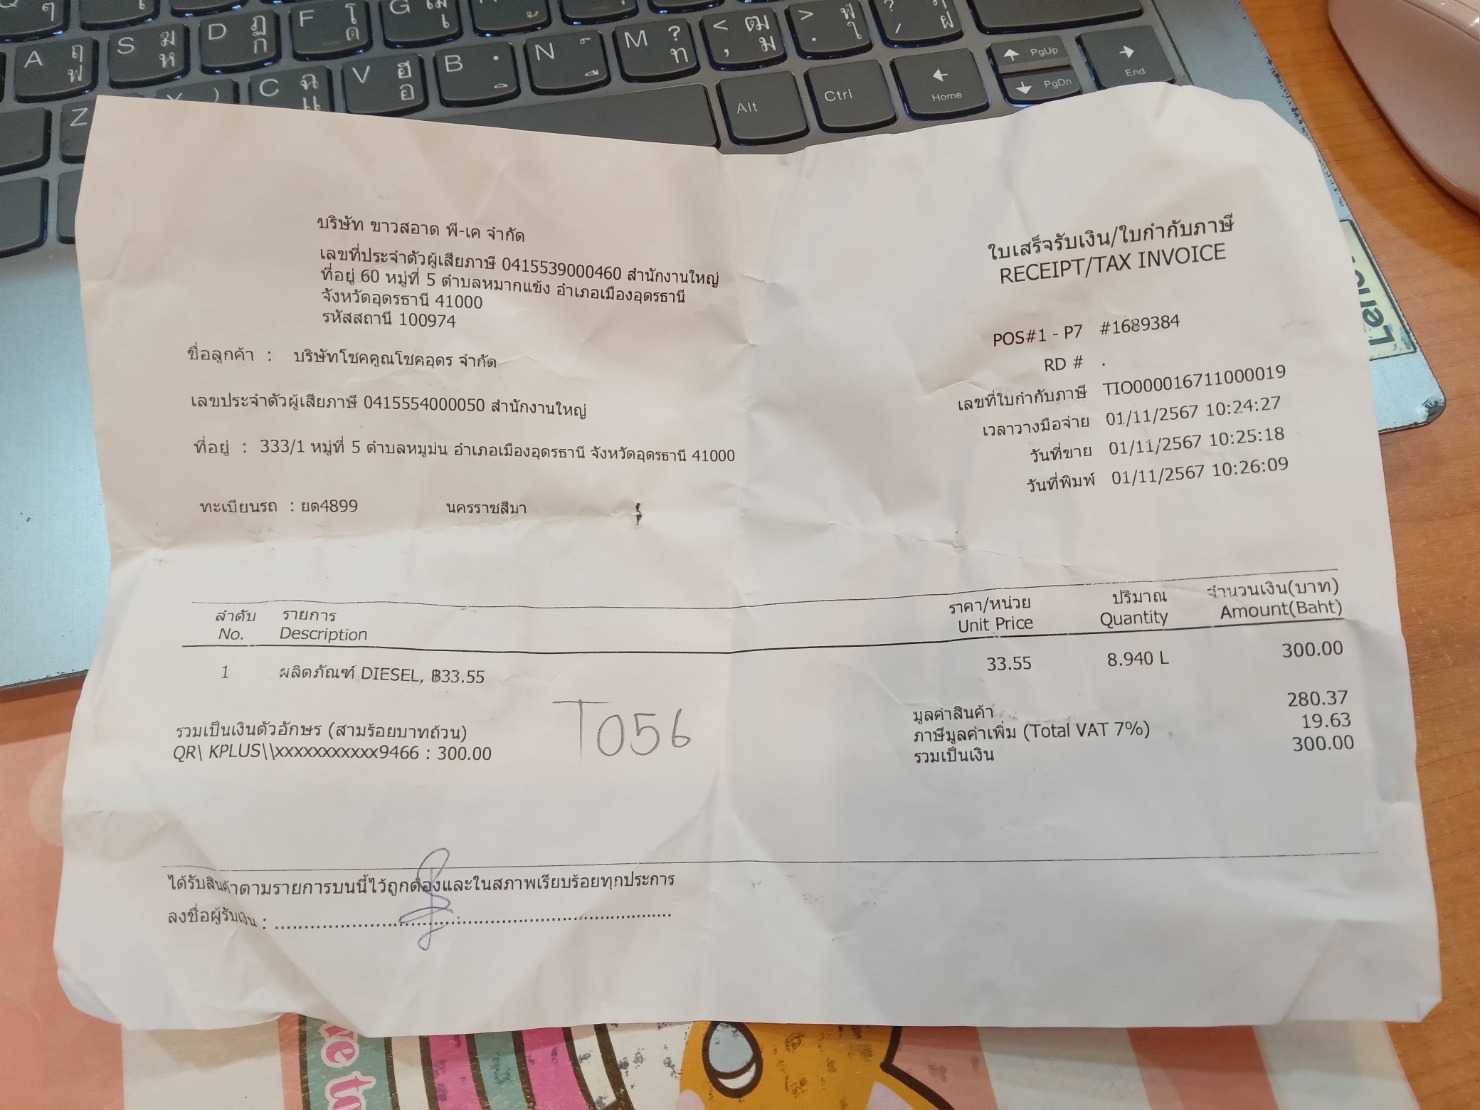 บริษัท ขาวสอาด พี-เค จำกัด
เลขที่ประจำตัวผู้เสียภาษี 0415539000460 สำนักงานใหญ่
ที่อยู่ 60 หมู่ที่ 5 ตำบลหมากแข้ง อำเภอเมืองอุดรธานี
จังหวัดอุดรธานี 41000
รหัสสถานี 100974
ใบเสร็จรับเงิน/ใบกำกับภาษี
RECEIPT/TAX INVOICE
POS#1 - P7 #1689384
RD # .
เลขที่ใบกำกับภาษี TIO000016711000019
เวลาวางมือจ่าย 01/11/2567 10:24:27
วันที่ขาย 01/11/2567 10:25:18
วันที่พิมพ์ 01/11/2567 10:26:09
ชื่อลูกค้า : บริษัทโชคคูณโชคอุดร จำกัด
เลขประจำตัวผู้เสียภาษี 0415554000050 สำนักงานใหญ่
ที่อยู่ : 333/1 หมู่ที่ 5 ตำบลหมูม่น อำเภอเมืองอุดรธานี จังหวัดอุดรธานี 41000
ทะเบียนรถ : ยด4899 นครราชสีมา
ลำดับ รายการ ราคา/หน่วย ปริมาณ จำนวนเงิน(บาท)
No. Description Unit Price Quantity Amount(Baht)
1 ผลิตภัณฑ์ DIESEL, ฿33.55 33.55 8.940 L 300.00
มูลค่าสินค้า 280.37
ภาษีมูลค่าเพิ่ม (Total VAT 7%) 19.63
รวมเป็นเงิน 300.00
รวมเป็นเงินตัวอักษร (สามร้อยบาทถ้วน)
QR\ KPLUS\\xxxxxxxxxxx9466 : 300.00
T056
ได้รับสินค้าตามรายการบนนี้ไว้ถูกต้องและในสภาพเรียบร้อยทุกประการ
ลงชื่อผู้รับเงิน : ..................................................................
A ฤ ฟ
S ฆ ห
D ฏ ก
F โ ด
C ฉ แ
V ฮ อ
B
N
M ? ท
< , ฒ ม
Z
Alt
Ctrl
Home
PgUp
PgDn
End
Leno